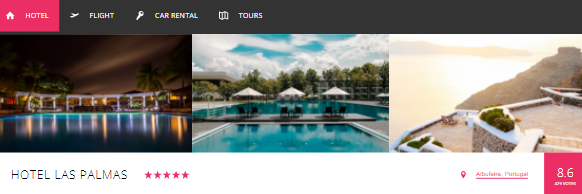 HOTEL FLIGHT CAR RENTAL TOURS
HOTEL LAS PALMAS Albufeira, Portugal 8.6